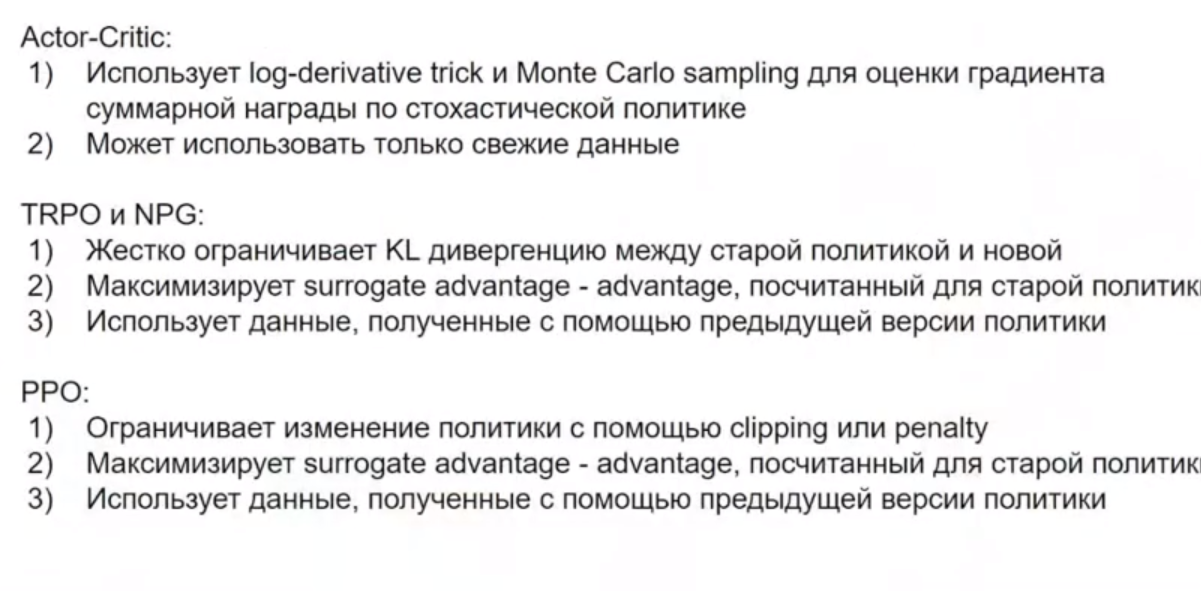 Actor-Critic:
1) Использует log-derivative trick и Monte Carlo sampling для оценки градиента
суммарной награды по стохастической политике
2) Может использовать только свежие данные
TRPO и NPG:
1) Жестко ограничивает KL дивергенцию между старой политикой и новой
2) Максимизирует surrogate advantage - advantage, посчитанный для старой
3) Использует данные, полученные с помощью предыдущей версии политики
PPO:
1) Ограничивает изменение политики с помощью clipping или penalty
2) Максимизирует surrogate advantage - advantage, посчитанный для старой
3) Использует данные, полученные с помощью предыдущей версии политики